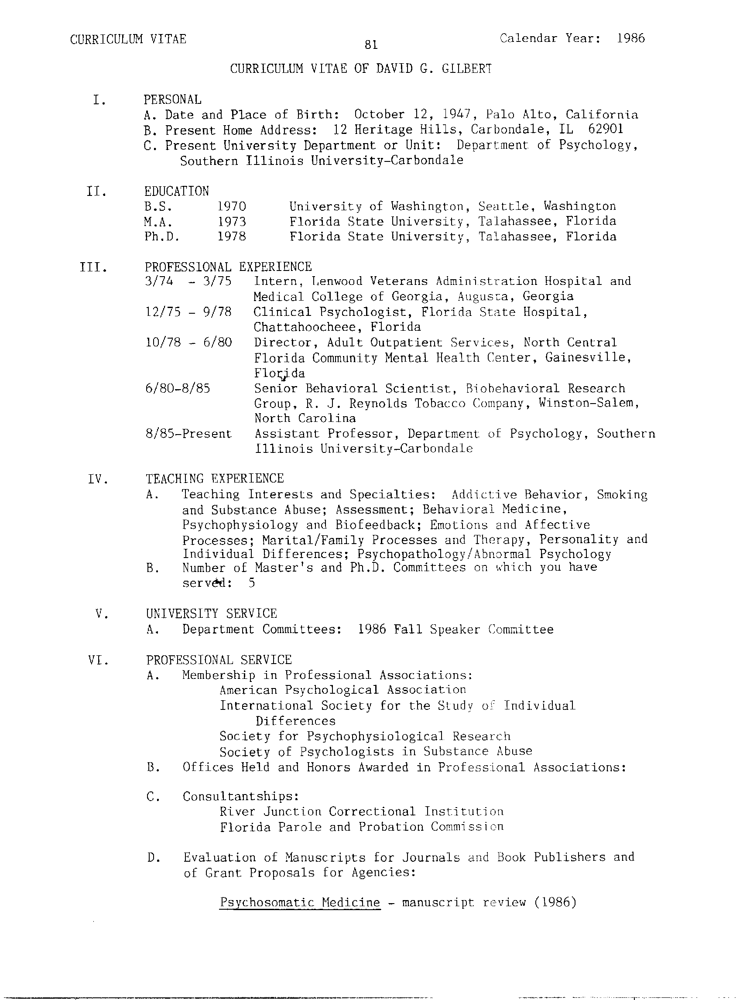 CURRICULUM VITAE 81 Calendar Year: 1986
CURRICULUM VITAE OF DAVID G. GILBERT
I. PERSONAL
A. Date and Place of Birth: October 12, 1947, Palo Alto, California
B. Present Home Address: 12 Heritage Hills, Carbondale, IL 62901
C. Present University Department or Unit: Department of Psychology,
Southern Illinois University-Carbondale
II. EDUCATION
B.S. 1970 University of Washington, Seattle, Washington
M.A. 1973 Florida State University, Talahassee, Florida
Ph.D. 1978 Florida State University, Talahassee, Florida
III. PROFESSIONAL EXPERIENCE
3/74 - 3/75 Intern, Lenwood Veterans Administration Hospital and
Medical College of Georgia, Augusta, Georgia
12/75 - 9/78 Clinical Psychologist, Florida State Hospital,
Chattahoocheee, Florida
10/78 - 6/80 Director, Adult Outpatient Services, North Central
Florida Community Mental Health Center, Gainesville,
Florida
6/80-8/85 Senior Behavioral Scientist, Biobehavioral Research
Group, R. J. Reynolds Tobacco Company, Winston-Salem,
North Carolina
8/85-Present Assistant Professor, Department of Psychology, Southern
Illinois University-Carbondale
IV. TEACHING EXPERIENCE
A. Teaching Interests and Specialties: Addictive Behavior, Smoking
and Substance Abuse; Assessment; Behavioral Medicine,
Psychophysiology and Biofeedback; Emotions and Affective
Processes; Marital/Family Processes and Therapy, Personality and
Individual Differences; Psychopathology/Abnormal Psychology
B. Number of Master's and Ph.D. Committees on which you have
served: 5
V. UNIVERSITY SERVICE
A. Department Committees: 1986 Fall Speaker Committee
VI. PROFESSIONAL SERVICE
A. Membership in Professional Associations:
American Psychological Association
International Society for the Study of Individual
Differences
Society for Psychophysiological Research
Society of Psychologists in Substance Abuse
B. Offices Held and Honors Awarded in Professional Associations:
C. Consultantships:
River Junction Correctional Institution
Florida Parole and Probation Commission
D. Evaluation of Manuscripts for Journals and Book Publishers and
of Grant Proposals for Agencies:
Psychosomatic Medicine - manuscript review (1986)